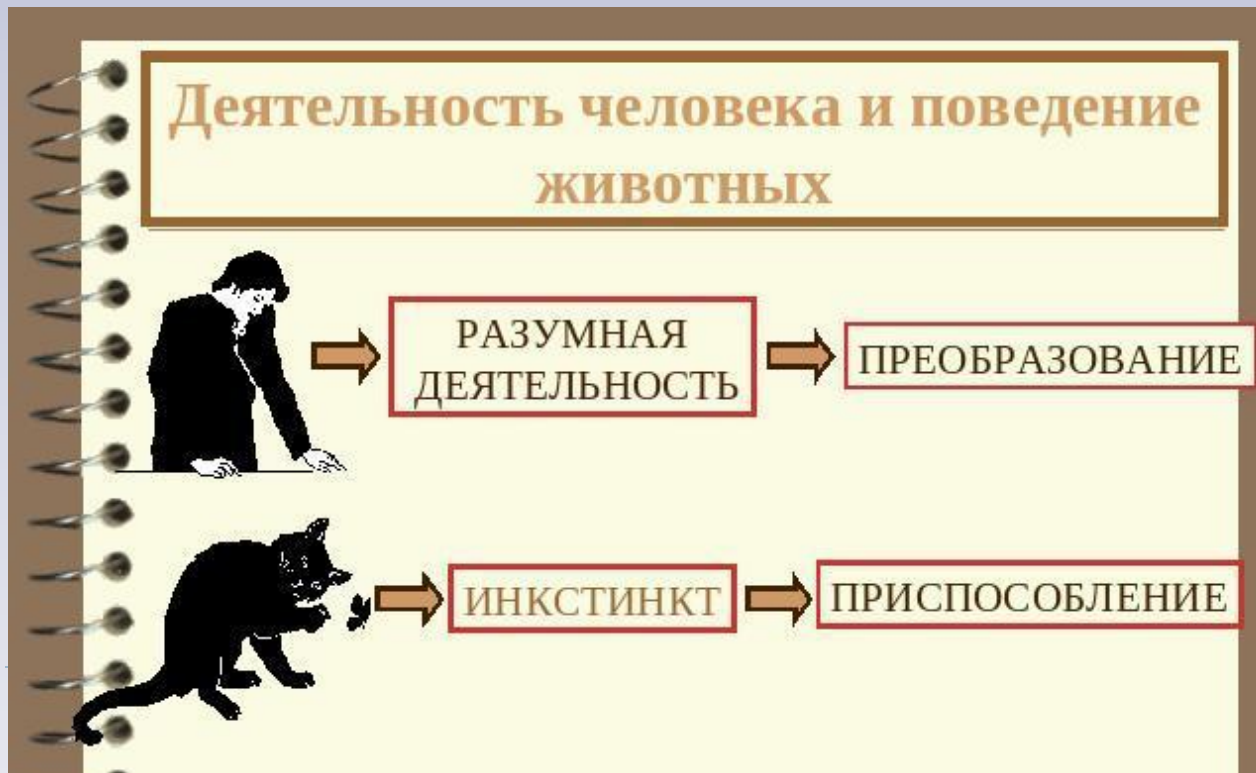 Деятельность человека и поведение
животных
РАЗУМНАЯ
ДЕЯТЕЛЬНОСТЬ
ПРЕОБРАЗОВАНИЕ
ИНКСТИНКТ
ПРИСПОСОБЛЕНИЕ